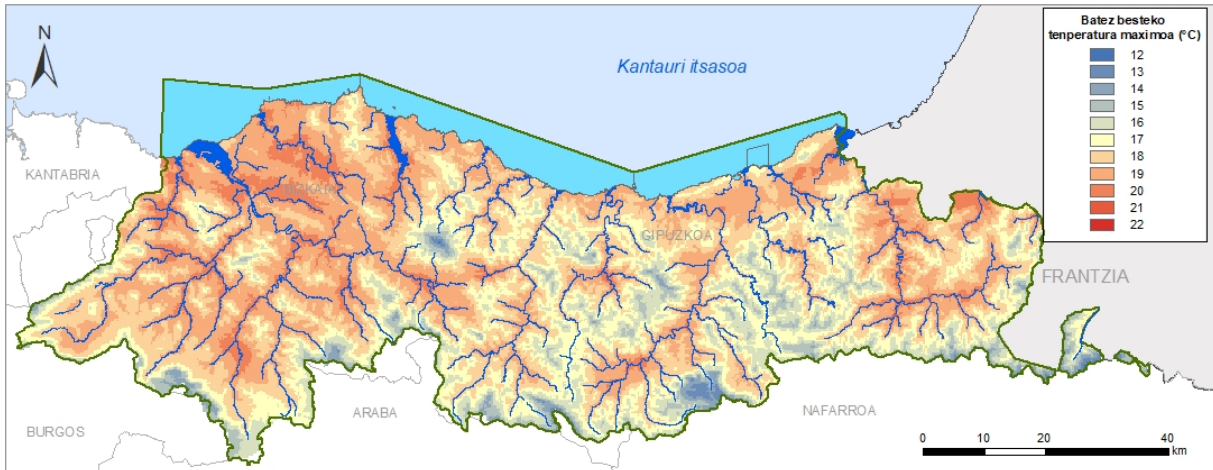 N
Kantauri itsasoa
Batez besteko
tenperatura maximoa (°C)
12
13
14
15
16
17
18
19
20
21
22
KANTABRIA
BIZKAIA
GIPUZKOA
FRANTZIA
ARABA
NAFARROA
BURGOS
0 10 20 40
km